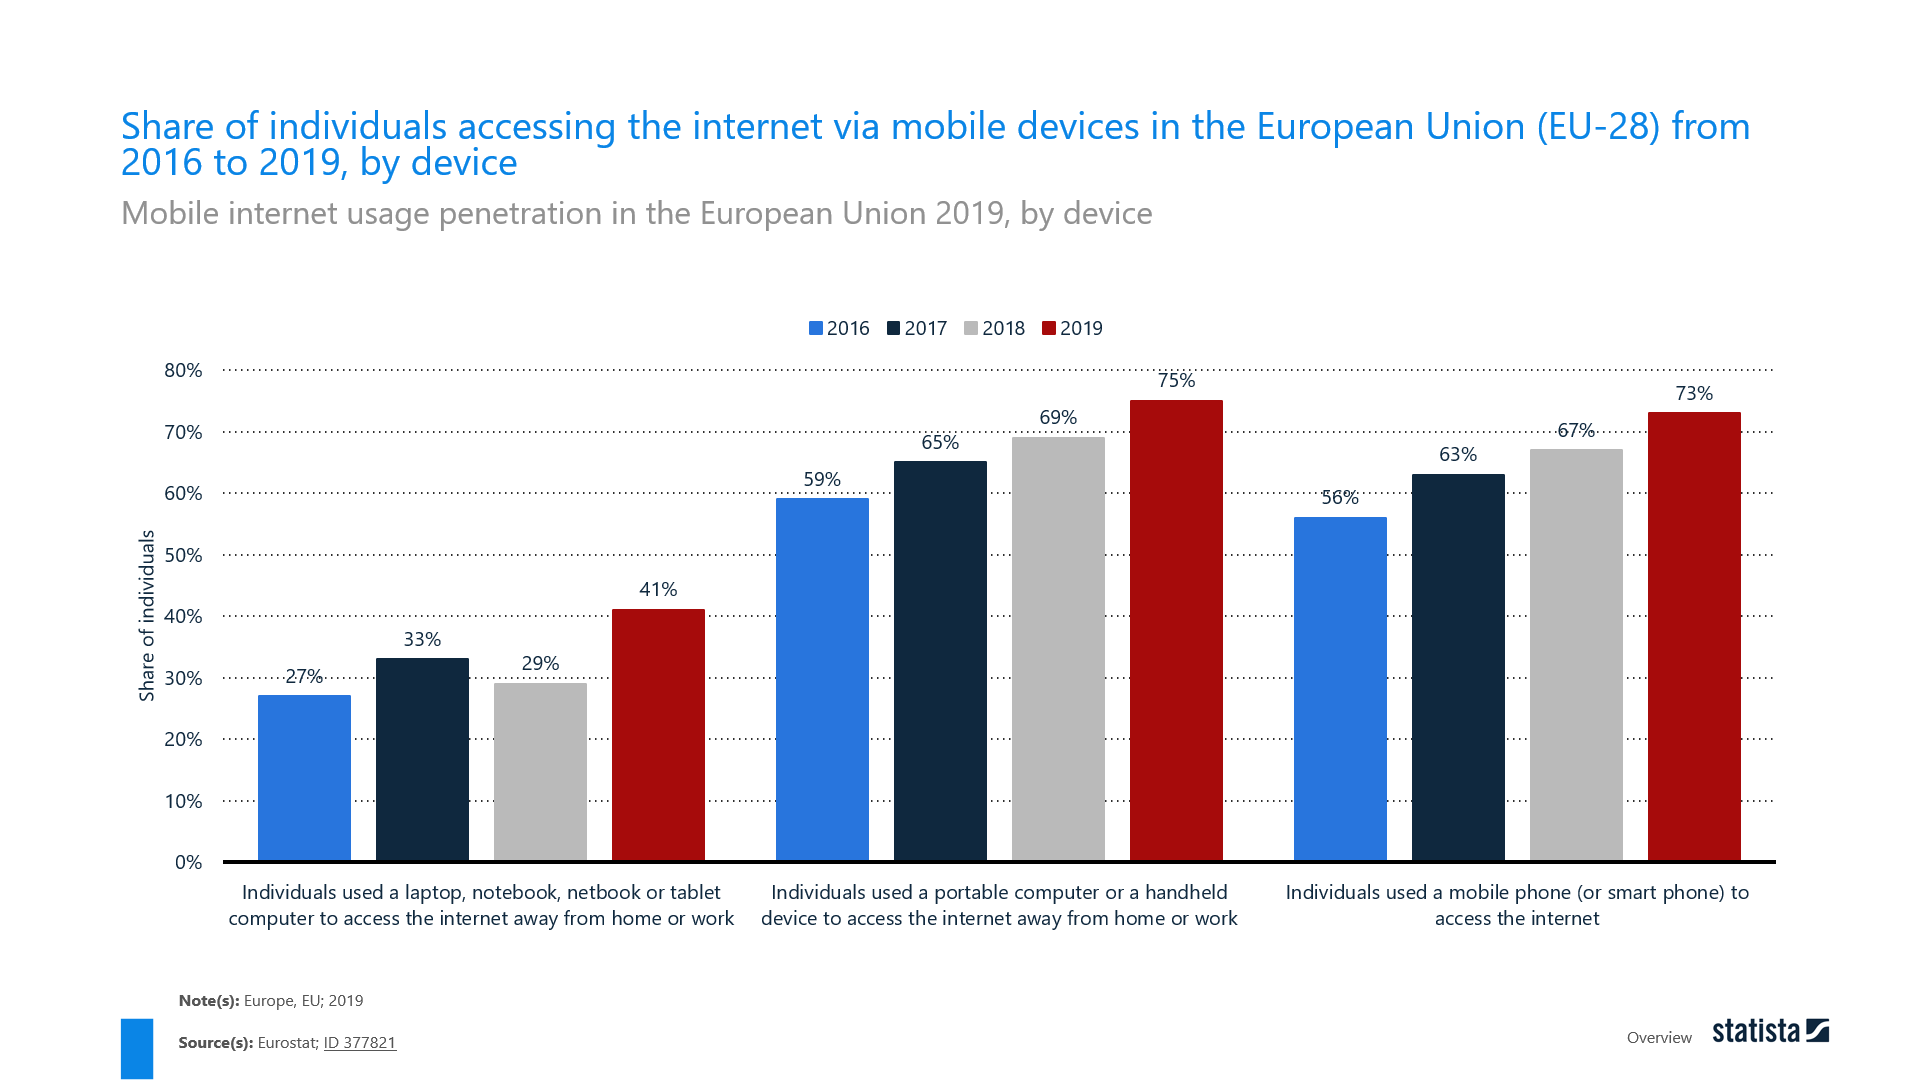 Share of individuals accessing the internet via mobile devices in the European Union (EU-28) from
2016 to 2019, by device
Mobile internet usage penetration in the European Union 2019, by device
2016 2017 2018 2019
80%
70%
60%
50%
40%
30%
20%
10%
0%
Share of individuals
27%
33%
29%
41%
59%
65%
69%
75%
56%
63%
67%
73%
Individuals used a laptop, notebook, netbook or tablet
computer to access the internet away from home or work
Individuals used a portable computer or a handheld
device to access the internet away from home or work
Individuals used a mobile phone (or smart phone) to
access the internet
Note(s): Europe, EU; 2019
Source(s): Eurostat; ID 377821
Overview
statista